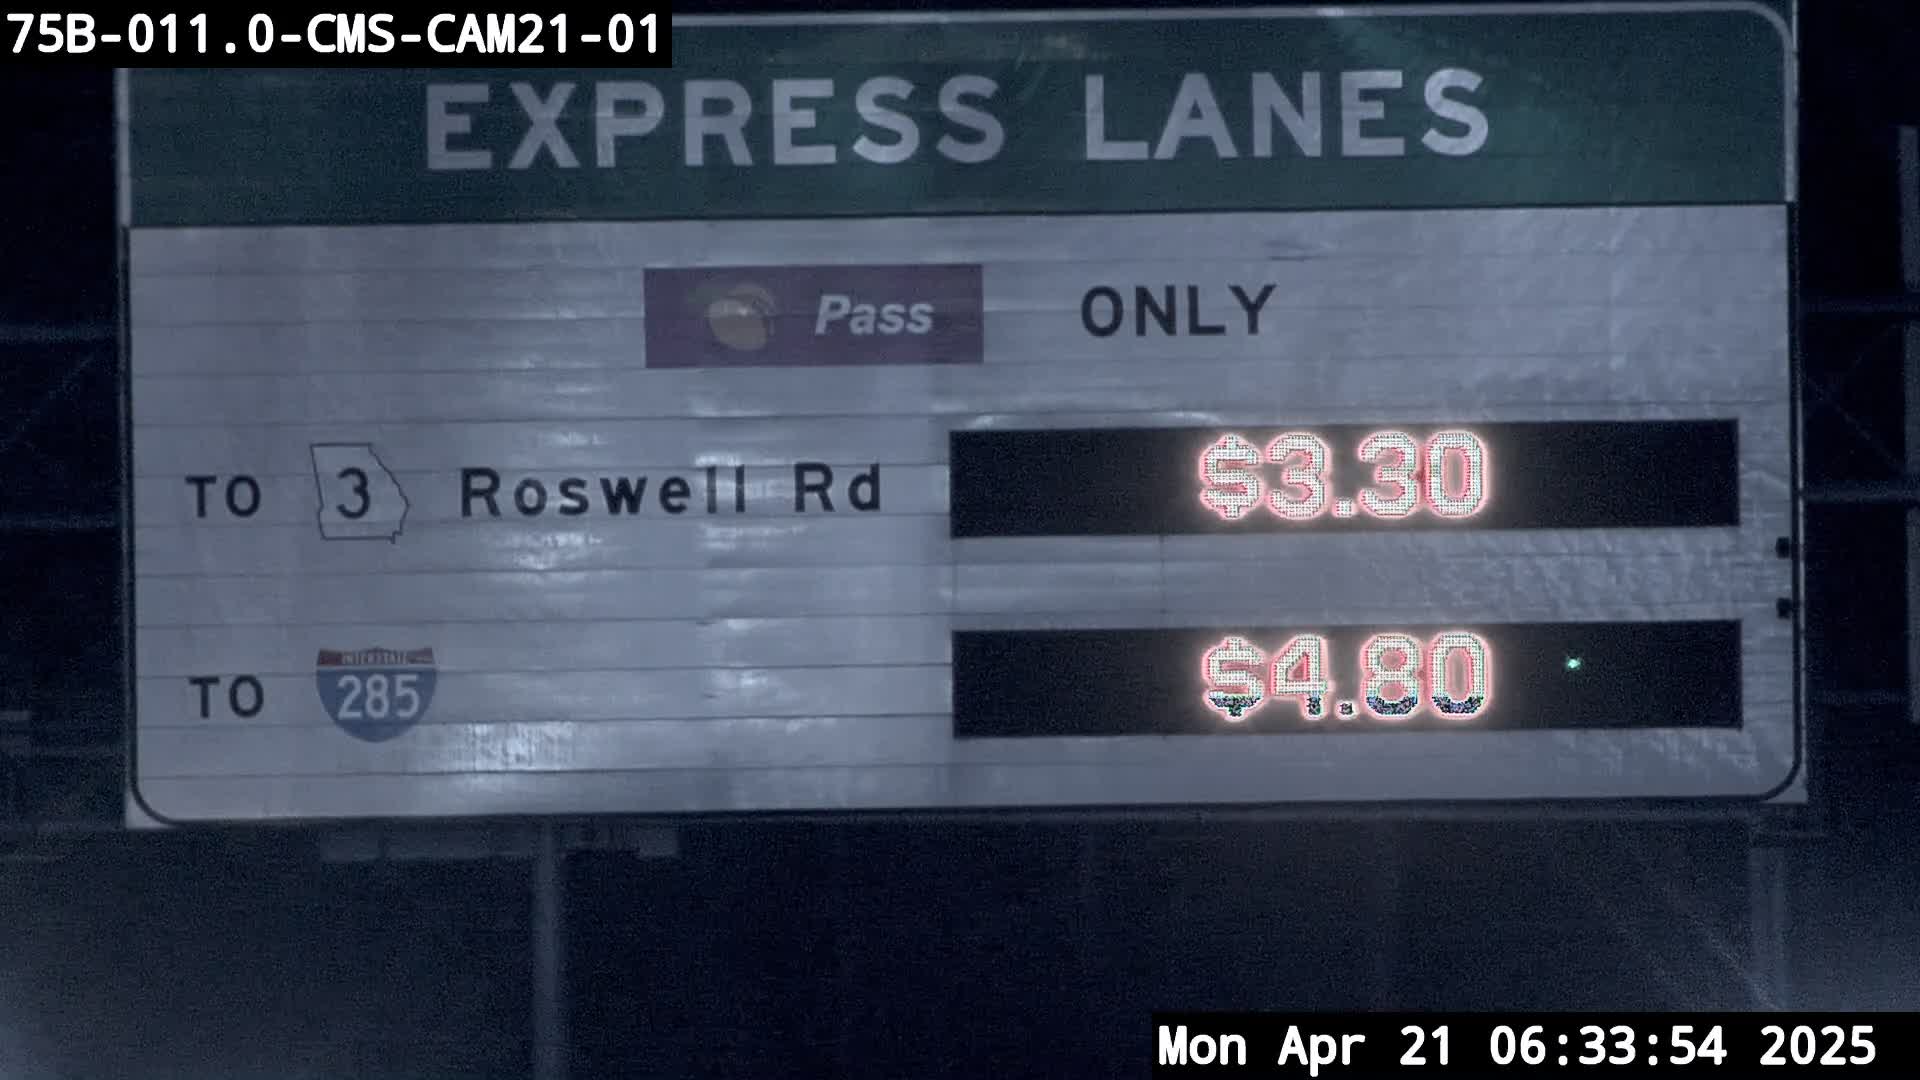 75B-011.0-CMS-CAM21-01
EXPRESS LANES
Pass ONLY
TO 3 Roswell Rd $3.30
TO INTERSTATE 285 $4.80
Mon Apr 21 06:33:54 2025